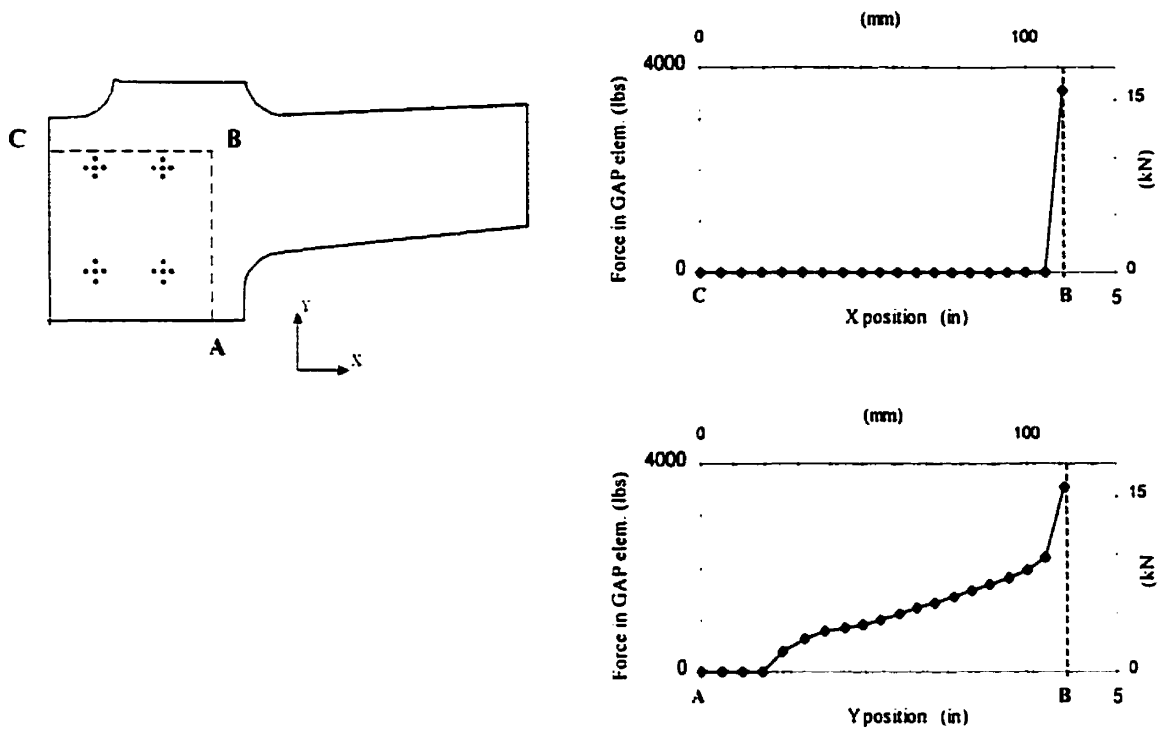 C
B
A
Y
X
(mm)
0 100
4000
15
Force in GAP elem. (lbs)
(kN)
0
0
C B 5
X position (in)
(mm)
0 100
4000
15
Force in GAP elem. (lbs)
(kN
0
0
A B 5
Y position (in)